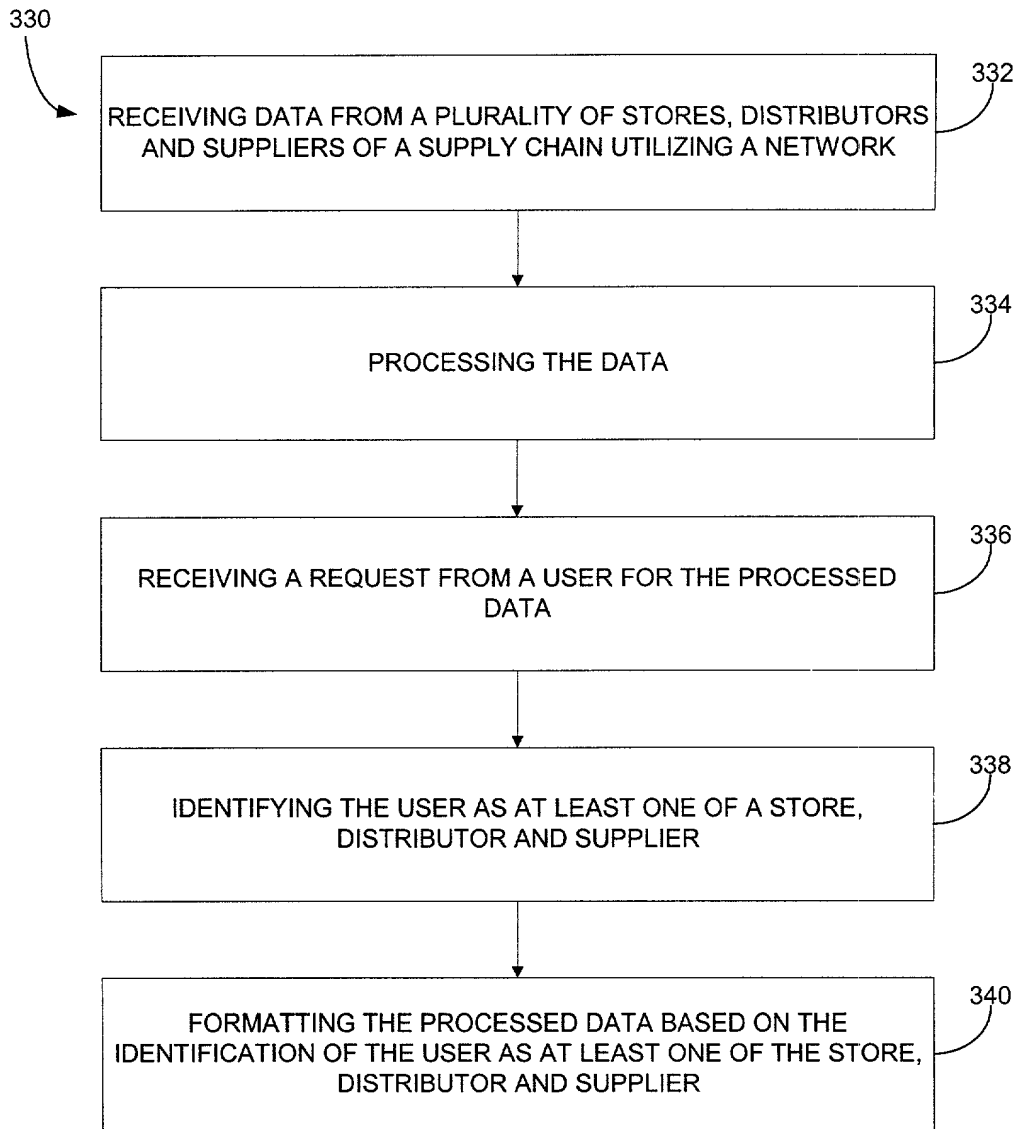 330
332
RECEIVING DATA FROM A PLURALITY OF STORES, DISTRIBUTORS
AND SUPPLIERS OF A SUPPLY CHAIN UTILIZING A NETWORK
334
PROCESSING THE DATA
336
RECEIVING A REQUEST FROM A USER FOR THE PROCESSED
DATA
338
IDENTIFYING THE USER AS AT LEAST ONE OF A STORE,
DISTRIBUTOR AND SUPPLIER
340
FORMATTING THE PROCESSED DATA BASED ON THE
IDENTIFICATION OF THE USER AS AT LEAST ONE OF THE STORE,
DISTRIBUTOR AND SUPPLIER